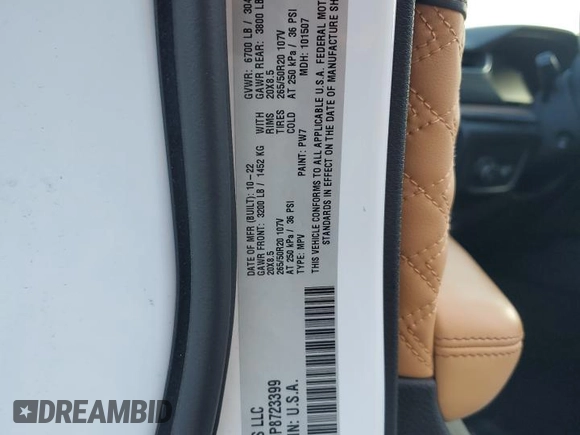 DATE OF MFR (BUILT): 10-22 GVWR: 6700 LB / 304
GAWR FRONT: 3200 LB / 1452 KG WITH GAWR REAR: 3800 LB
20X8.5 RIMS 20X8.5
265/50R20 107V TIRES 265/50R20 107V
AT 250 kPa / 36 PSI COLD AT 250 kPa / 36 PSI
TYPE: MPV PAINT: PW7 MDH: 101507
THIS VEHICLE CONFORMS TO ALL APPLICABLE U.S.A. FEDERAL MOT
STANDARDS IN EFFECT ON THE DATE OF MANUFACTURE SH
S LLC
P8723399
IN: U.S.A.
DREAMBID